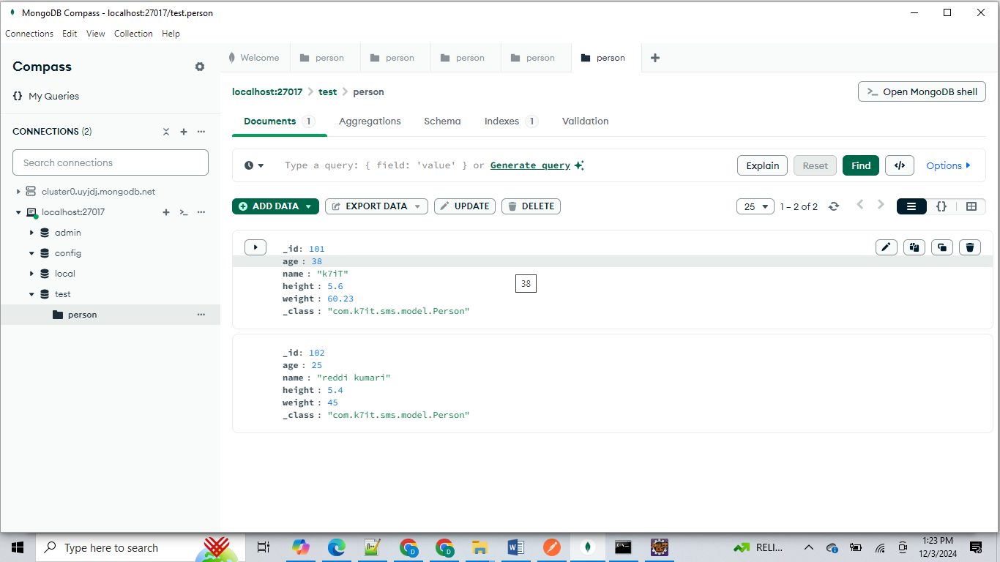 MongoDB Compass - localhost:27017/test.person
Connections Edit View Collection Help
Compass
{} My Queries
CONNECTIONS (2)
Search connections
cluster0.uyjdj.mongodb.net
localhost:27017
admin
config
local
test
person
Welcome person person person person person
localhost:27017 > test > person
>_ Open MongoDB shell
Documents 1 Aggregations Schema Indexes 1 Validation
Type a query: { field: 'value' } or Generate query
Explain Reset Find </> Options
ADD DATA EXPORT DATA UPDATE DELETE
25 1 – 2 of 2 {}
_id: 101
age : 38
name : "k7iT"
38
height : 5.6
weight : 60.23
_class : "com.k7it.sms.model.Person"
_id: 102
age : 25
name : "reddi kumari"
height : 5.4
weight : 45
_class : "com.k7it.sms.model.Person"
Type here to search
RELI...
1:23 PM
12/3/2024